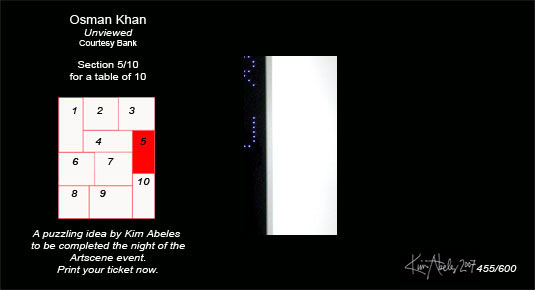 Osman Khan
Unviewed
Courtesy Bank
Section 5/10
for a table of 10
1
2
3
4
5
6
7
10
8
9
A puzzling idea by Kim Abeles
to be completed the night of the
Artscene event.
Print your ticket now.
Kim Abeles 2007 455/600